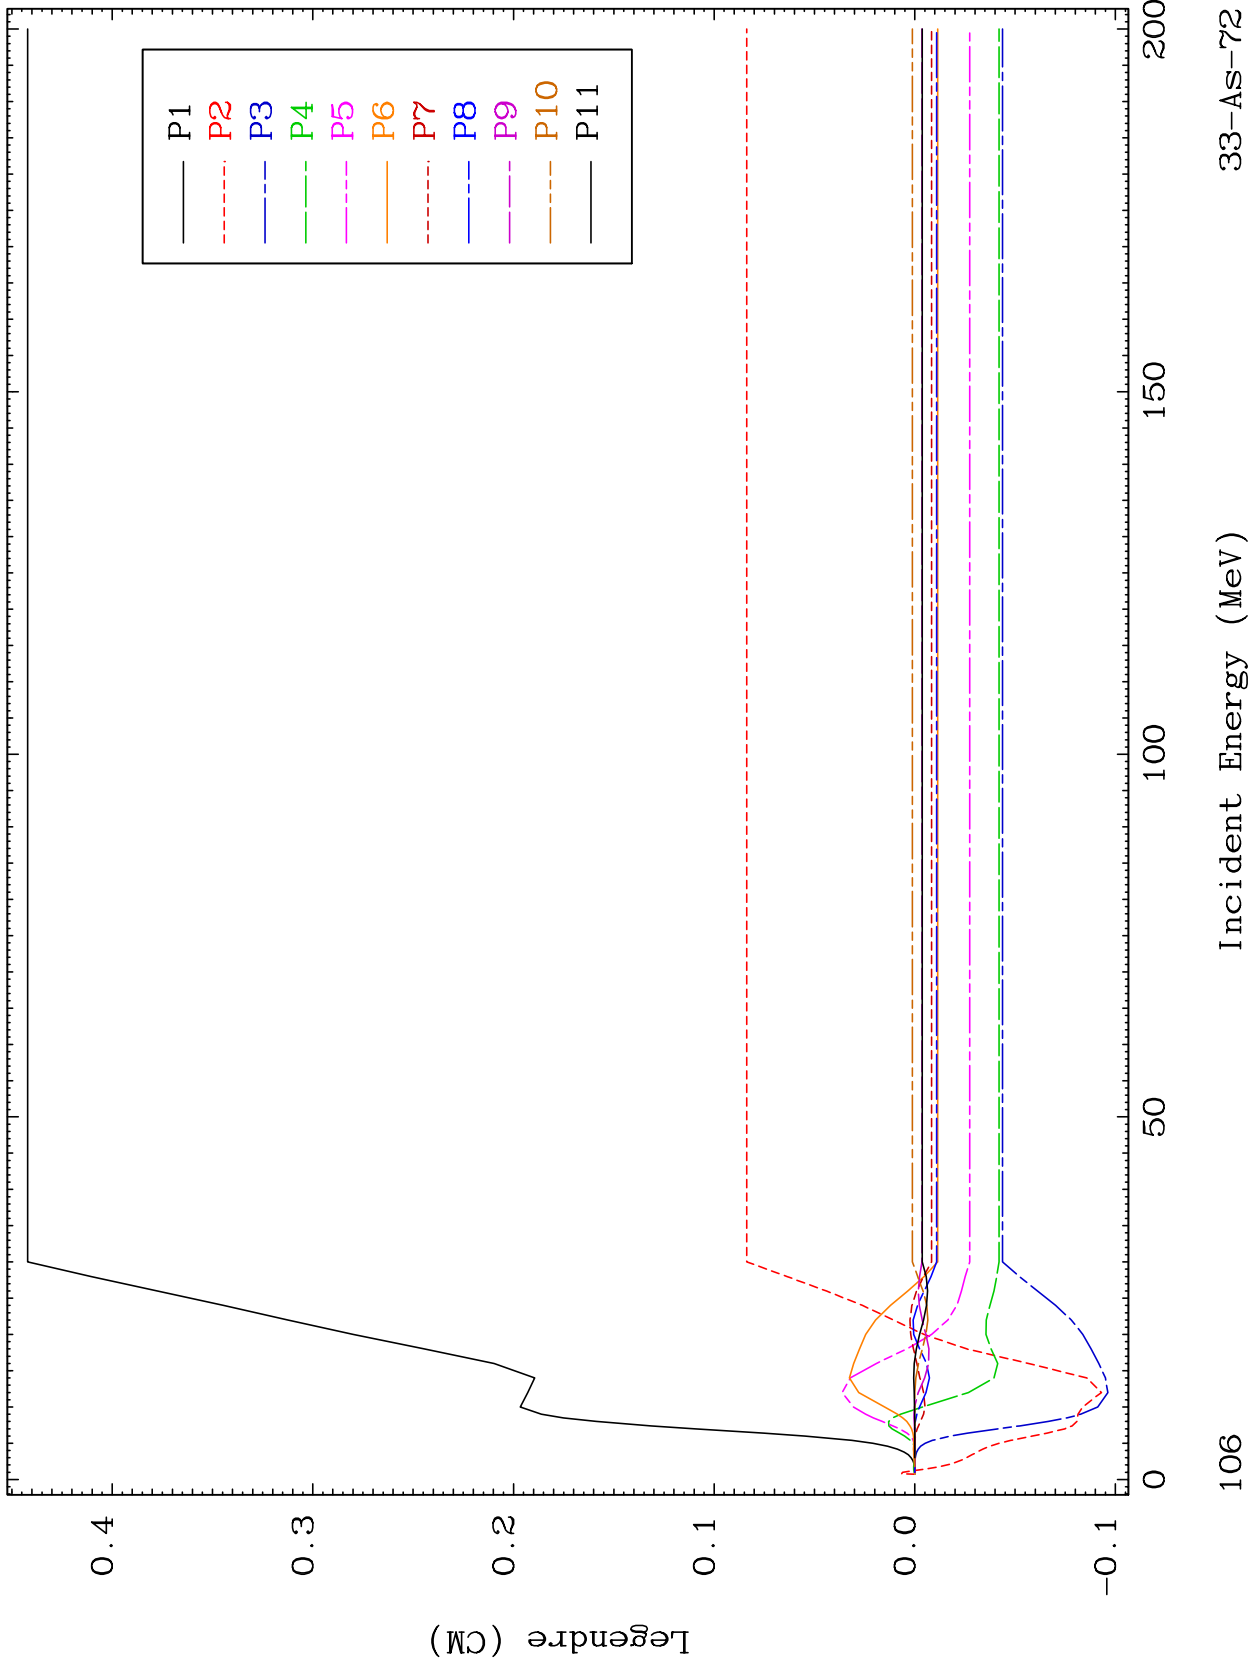 P1
P2
P3
P4
P5
P6
P7
P8
P9
P10
P11
0.4
0.3
0.2
0.1
0.0
-0.1
Legendre (CM)
0
50
100
150
200
Incident Energy (MeV)
106
33-As-72